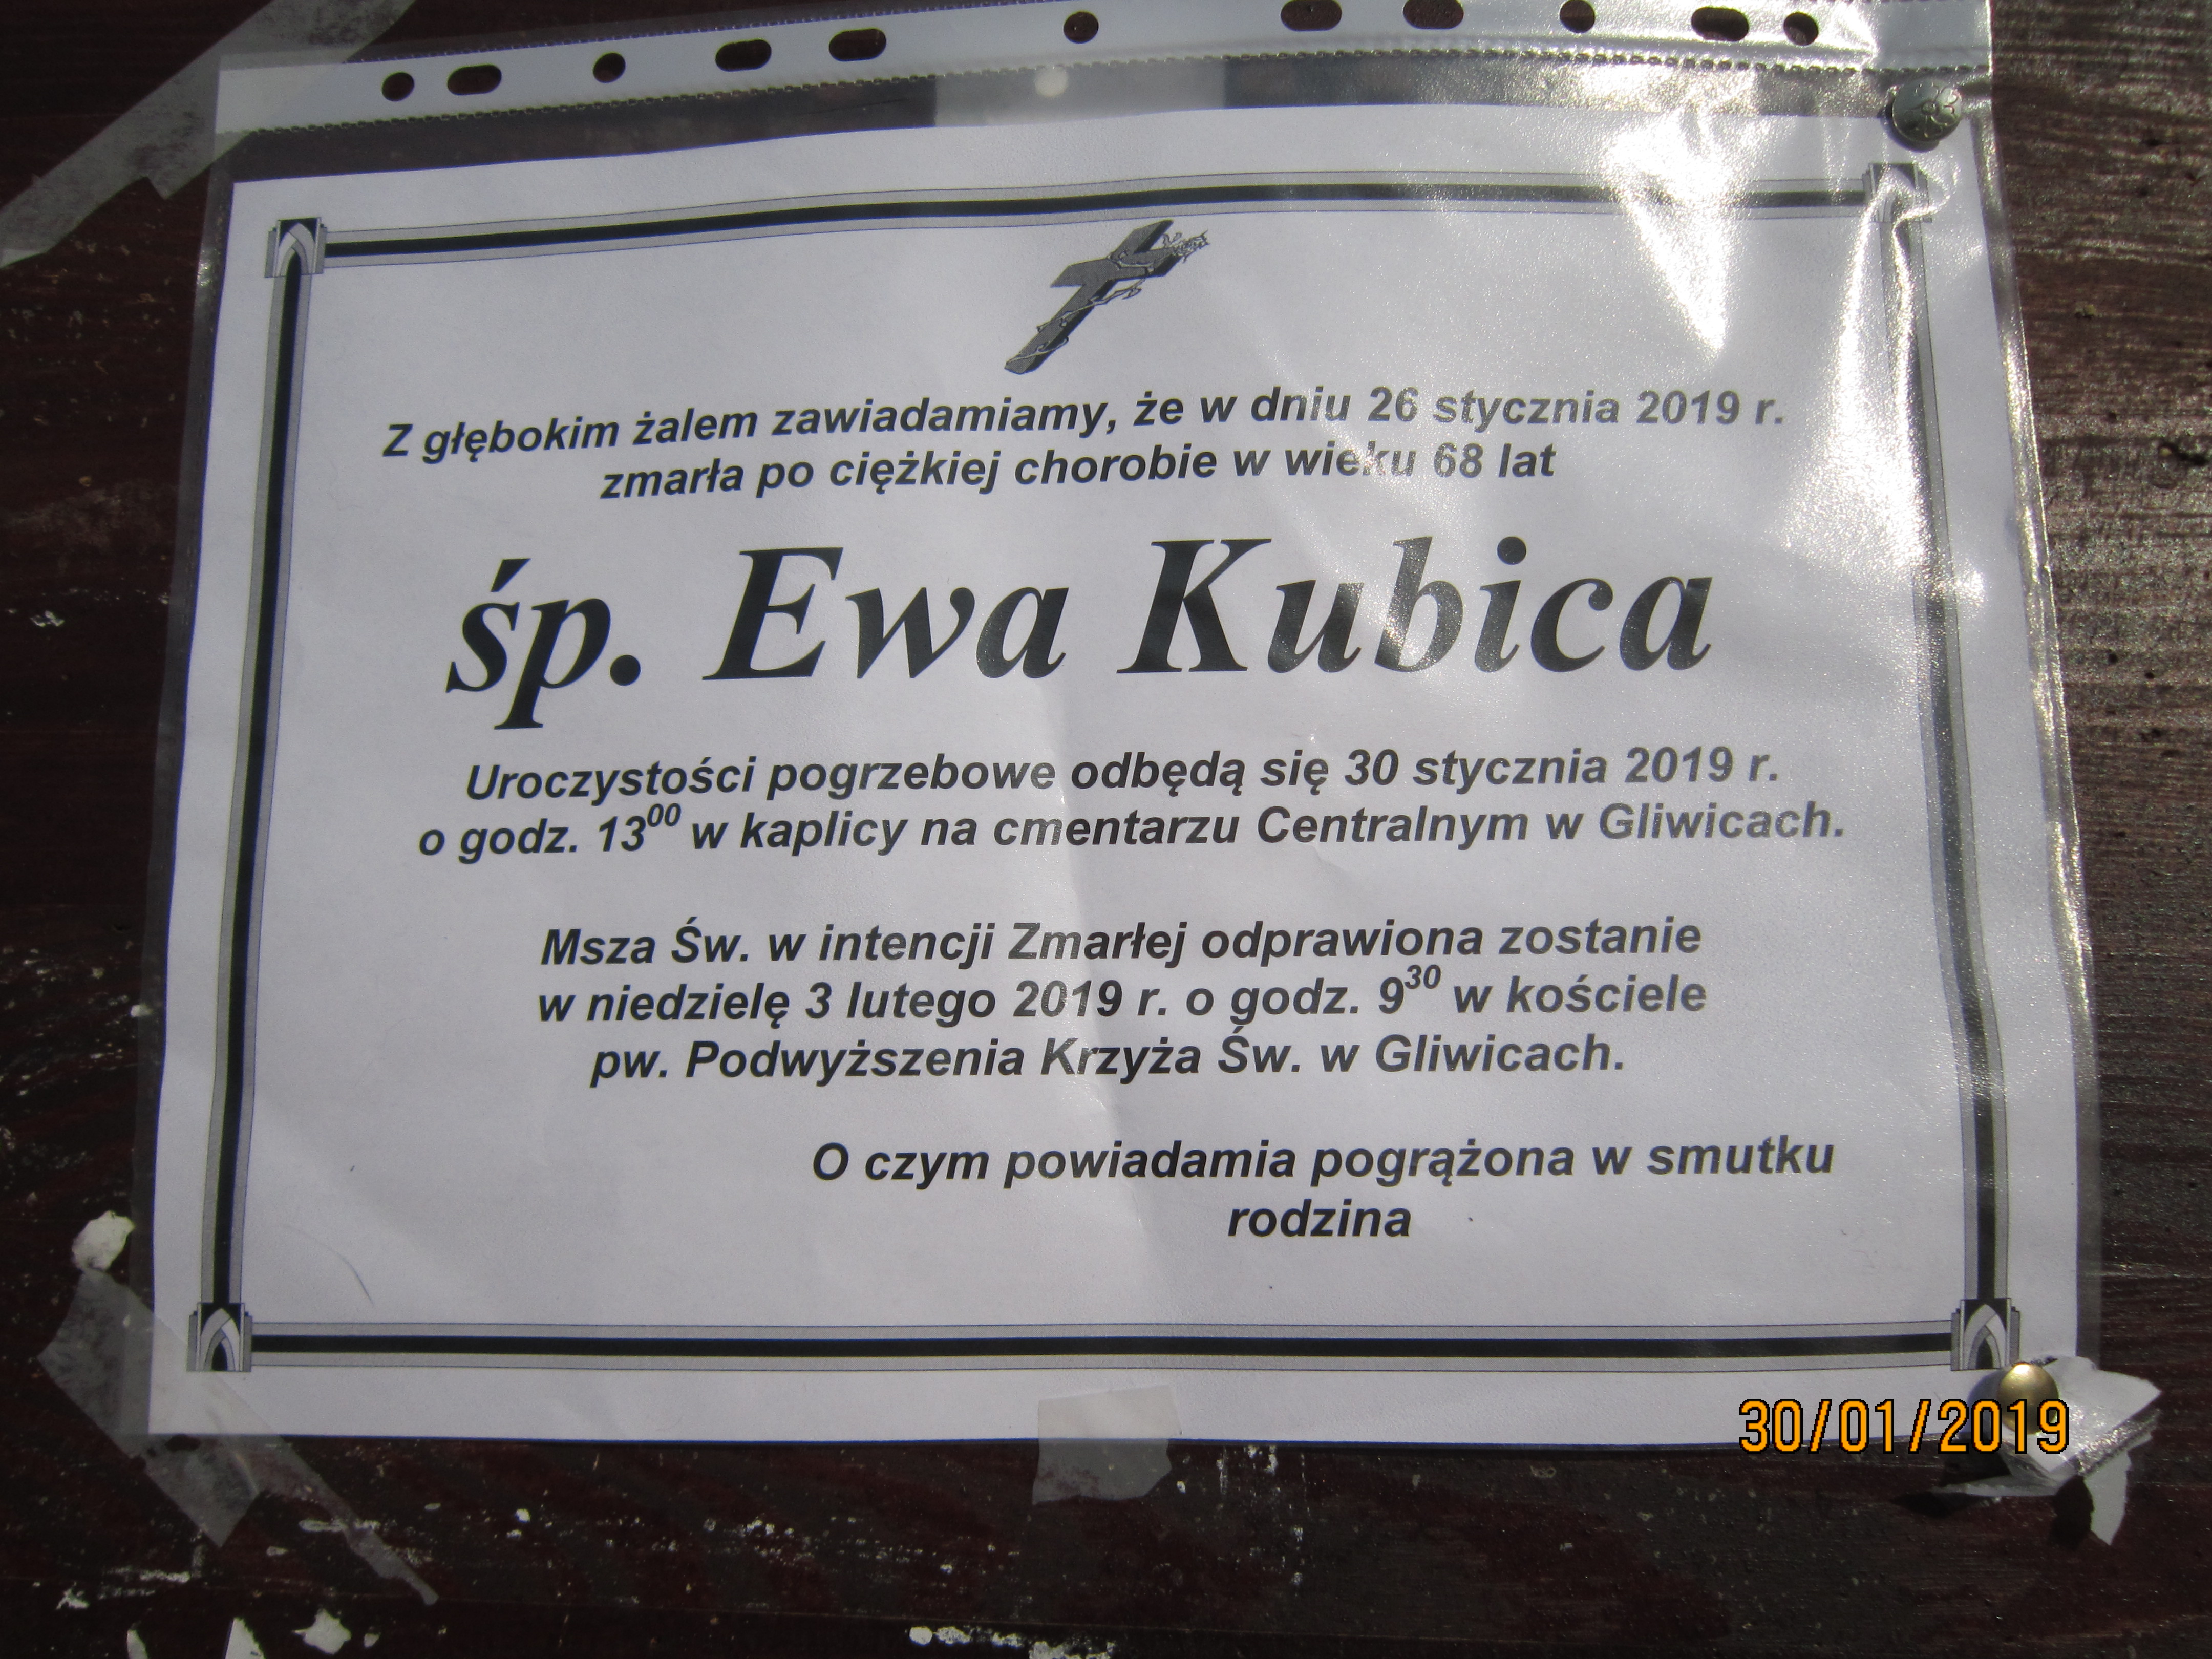 Z głębokim żalem zawiadamiamy, że w dniu 26 stycznia 2019 r.
zmarła po ciężkiej chorobie w wieku 68 lat
śp. Ewa Kubica
Uroczystości pogrzebowe odbędą się 30 stycznia 2019 r.
o godz. 13⁰⁰ w kaplicy na cmentarzu Centralnym w Gliwicach.
Msza Św. w intencji Zmarłej odprawiona zostanie
w niedzielę 3 lutego 2019 r. o godz. 9³⁰ w kościele
pw. Podwyższenia Krzyża Św. w Gliwicach.
O czym powiadamia pogrążona w smutku
rodzina
30/01/2019